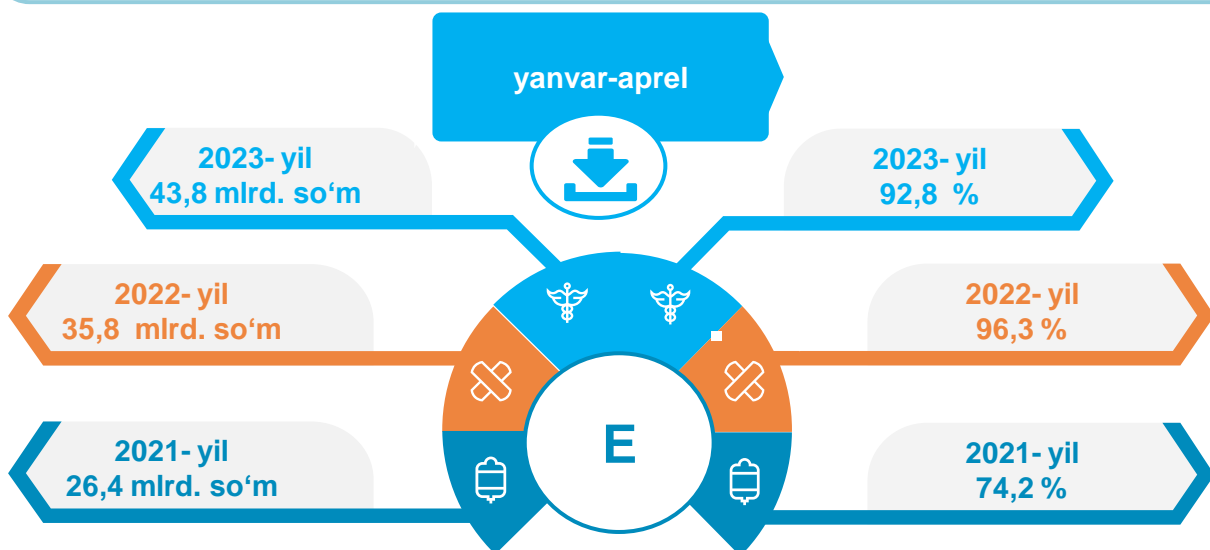 yanvar-aprel
2023- yil
43,8 mlrd. so‘m
2023- yil
92,8 %
2022- yil
35,8 mlrd. so‘m
2022- yil
96,3 %
E
2021- yil
26,4 mlrd. so‘m
2021- yil
74,2 %